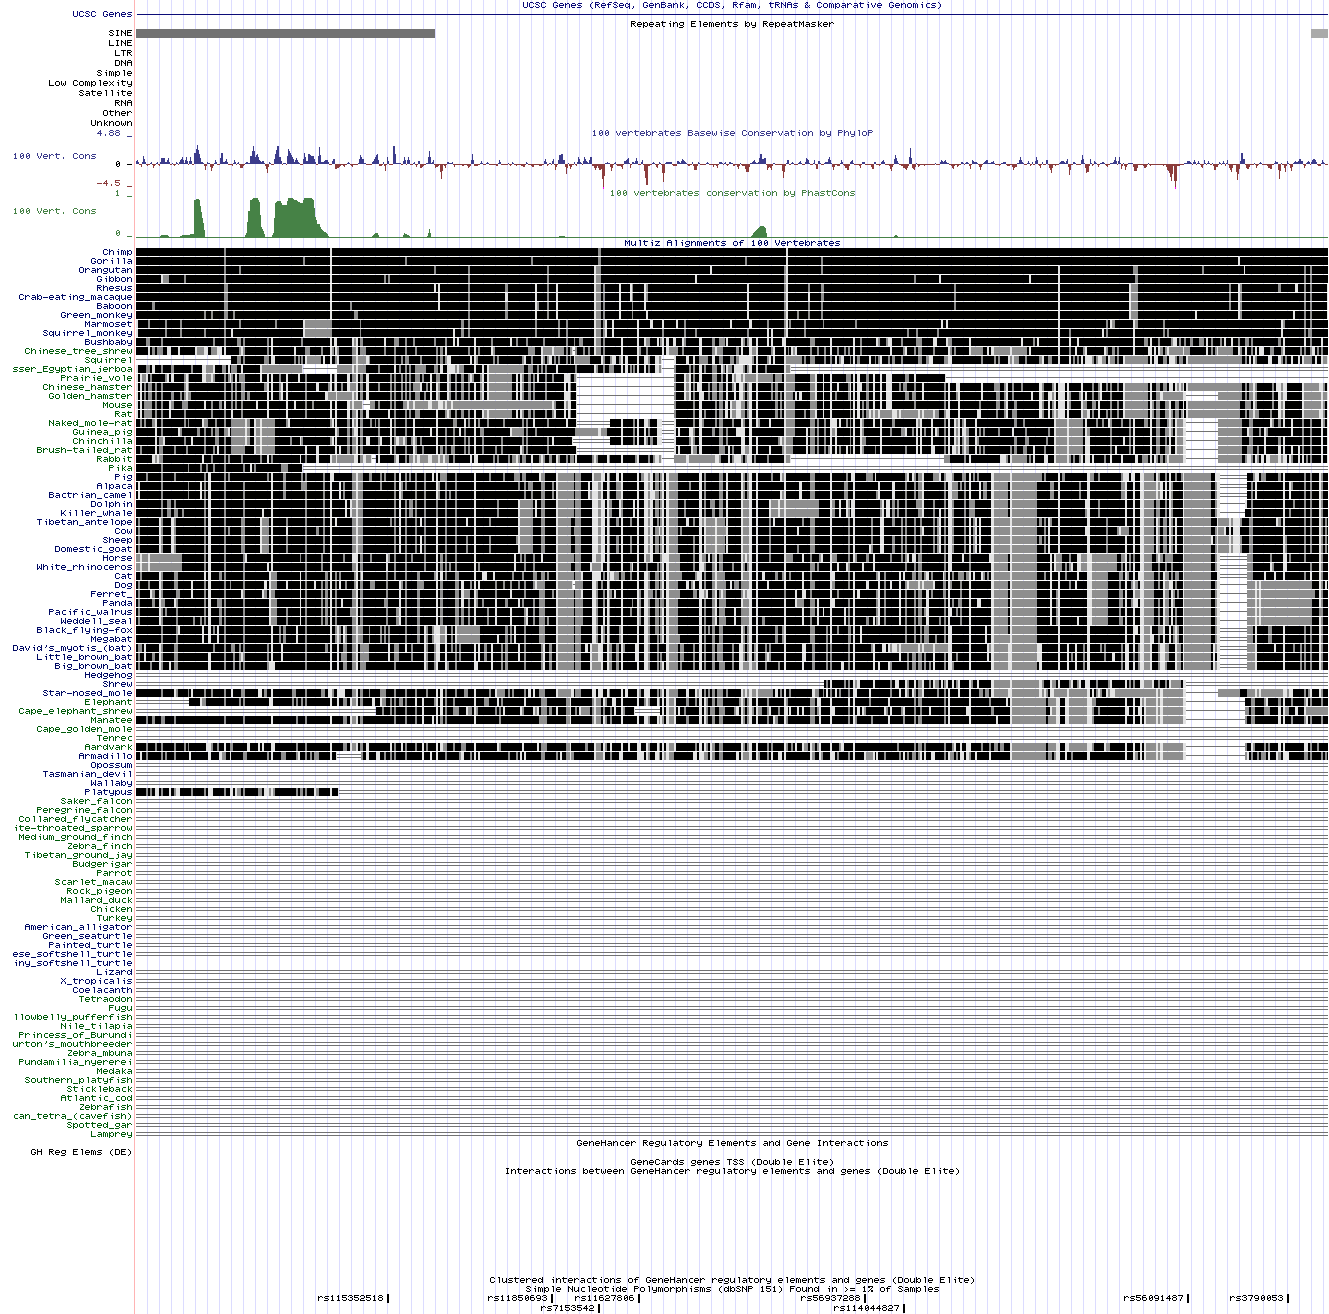 UCSC Genes (RefSeq, GenBank, CCDS, Rfam, tRNAs & Comparative Genomics)
UCSC Genes
Repeating Elements by RepeatMasker
SINE
LINE
LTR
DNA
Simple
Low Complexity
Satellite
RNA
Other
Unknown
4.88 _
100 vertebrates Basewise Conservation by PhyloP
100 Vert. Cons
0 _
-4.5 _
100 vertebrates conservation by PhastCons
1 _
100 Vert. Cons
0 _
Multiz Alignments of 100 Vertebrates
Chimp
Gorilla
Orangutan
Gibbon
Rhesus
Crab-eating_macaque
Baboon
Green_monkey
Marmoset
Squirrel_monkey
Bushbaby
Chinese_tree_shrew
Squirrel
sser_Egyptian_jerboa
Prairie_vole
Chinese_hamster
Golden_hamster
Mouse
Rat
Naked_mole-rat
Guinea_pig
Chinchilla
Brush-tailed_rat
Rabbit
Pika
Pig
Alpaca
Bactrian_camel
Dolphin
Killer_whale
Tibetan_antelope
Cow
Sheep
Domestic_goat
Horse
White_rhinoceros
Cat
Dog
Ferret_
Panda
Pacific_walrus
Weddell_seal
Black_flying-fox
Megabat
David's_myotis_(bat)
Little_brown_bat
Big_brown_bat
Hedgehog
Shrew
Star-nosed_mole
Elephant
Cape_elephant_shrew
Manatee
Cape_golden_mole
Tenrec
Aardvark
Armadillo
Opossum
Tasmanian_devil
Wallaby
Platypus
Saker_falcon
Peregrine_falcon
Collared_flycatcher
ite-throated_sparrow
Medium_ground_finch
Zebra_finch
Tibetan_ground_jay
Budgerigar
Parrot
Scarlet_macaw
Rock_pigeon
Mallard_duck
Chicken
Turkey
American_alligator
Green_seaturtle
Painted_turtle
ese_softshell_turtle
iny_softshell_turtle
Lizard
X_tropicalis
Coelacanth
Tetraodon
Fugu
llowbelly_pufferfish
Nile_tilapia
Princess_of_Burundi
urton's_mouthbreeder
Zebra_mbuna
Pundamilia_nyererei
Medaka
Southern_platyfish
Stickleback
Atlantic_cod
Zebrafish
can_tetra_(cavefish)
Spotted_gar
Lamprey
GeneHancer Regulatory Elements and Gene Interactions
GH Reg Elems (DE)
GeneCards genes TSS (Double Elite)
Interactions between GeneHancer regulatory elements and genes (Double Elite)
Clustered interactions of GeneHancer regulatory elements and genes (Double Elite)
Simple Nucleotide Polymorphisms (dbSNP 151) Found in >= 1% of Samples
rs115352518 rs11850693 rs11627806 rs56937288 rs56091487 rs3790053
rs7153542 rs114044827